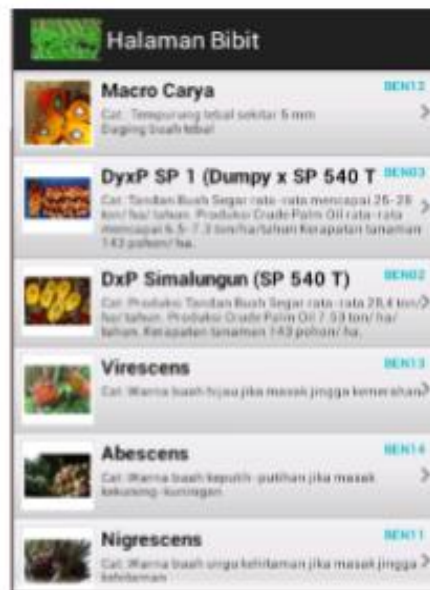 Halaman Bibit
Macro Carya BEN12
Cat: Tempurung tebal sekitar 5 mm
Daging buah tebal
DyxP SP 1 (Dumpy x SP 540 T BEN03
Cat: Tandan Buah Segar rata-rata mencapai 25-28
ton/ha/tahun. Produksi Crude Palm Oil rata-rata
mencapai 6.5-7.3 ton/ha/tahun Kerapatan tanaman
143 pohon/ha.
DxP Simalungun (SP 540 T) BEN02
Cat: Produksi Tandan Buah Segar rata-rata 28,4 ton/
ha/tahun. Produksi Crude Palm Oil 7.53 ton/ha/
tahun. Kerapatan tanaman 143 pohon/ha.
Virescens BEN13
Cat: Warna buah hijau jika masak jingga kemerahan
Abescens BEN14
Cat: Warna buah keputih-putihan jika masak
kekuning-kuningan
Nigrescens BEN11
Cat: Warna buah ungu kehitaman jika masak jingga
kehitaman